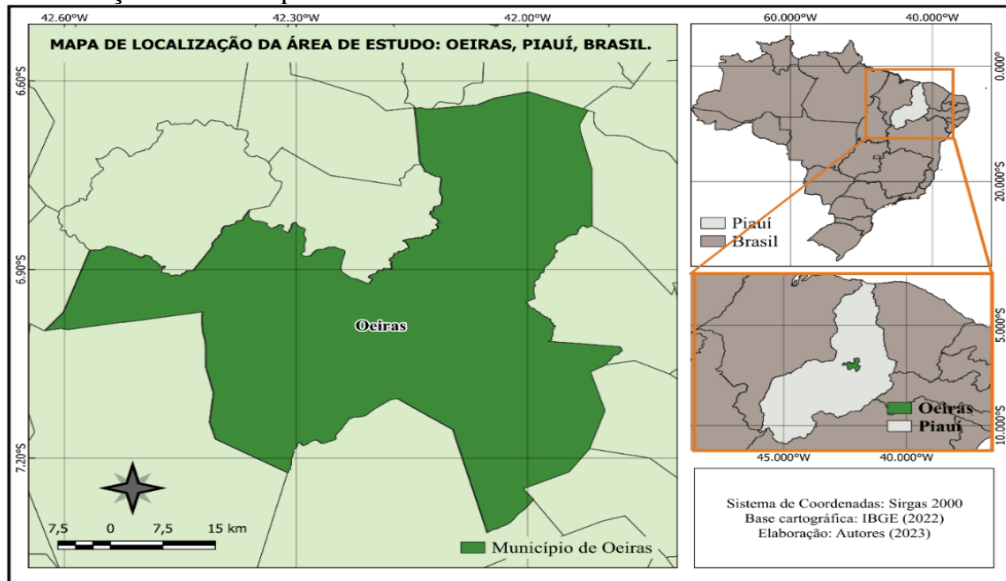 42.60°W 42.30°W 42.00°W
MAPA DE LOCALIZAÇÃO DA ÁREA DE ESTUDO: OEIRAS, PIAUÍ, BRASIL.
6.60°S
6.90°S
7.20°S
Oeiras
7,5 0 7,5 15 km
Município de Oeiras
60.000°W 40.000°W
0.000°
20.000°S
Piauí
Brasil
5.000°S
10.000°S
Oeiras
Piauí
45.000°W 40.000°W
Sistema de Coordenadas: Sirgas 2000
Base cartográfica: IBGE (2022)
Elaboração: Autores (2023)